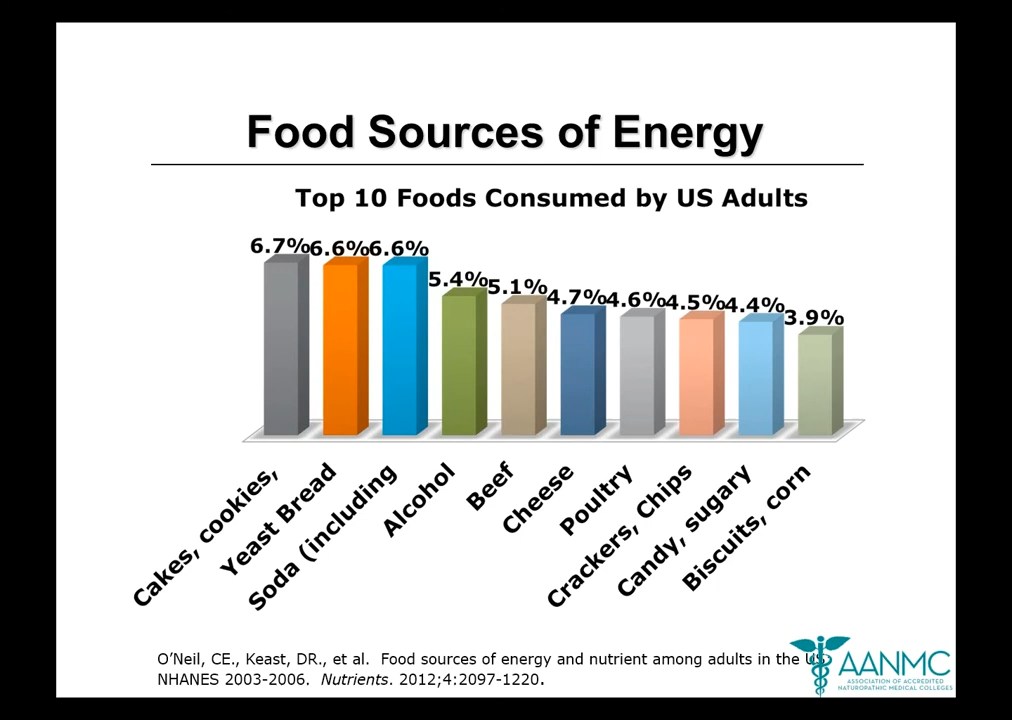 Food Sources of Energy
Top 10 Foods Consumed by US Adults
6.7% 6.6% 6.6% 5.4% 5.1% 4.7% 4.6% 4.5% 4.4% 3.9%
Cakes, cookies,
Yeast Bread
Soda (including
Alcohol
Beef
Cheese
Poultry
Crackers, Chips
Candy, sugary
Biscuits, corn
O’Neil, CE., Keast, DR., et al. Food sources of energy and nutrient among adults in the US:
NHANES 2003-2006. Nutrients. 2012;4:2097-1220.
AANMC
ASSOCIATION OF ACCREDITED
NATUROPATHIC MEDICAL COLLEGES